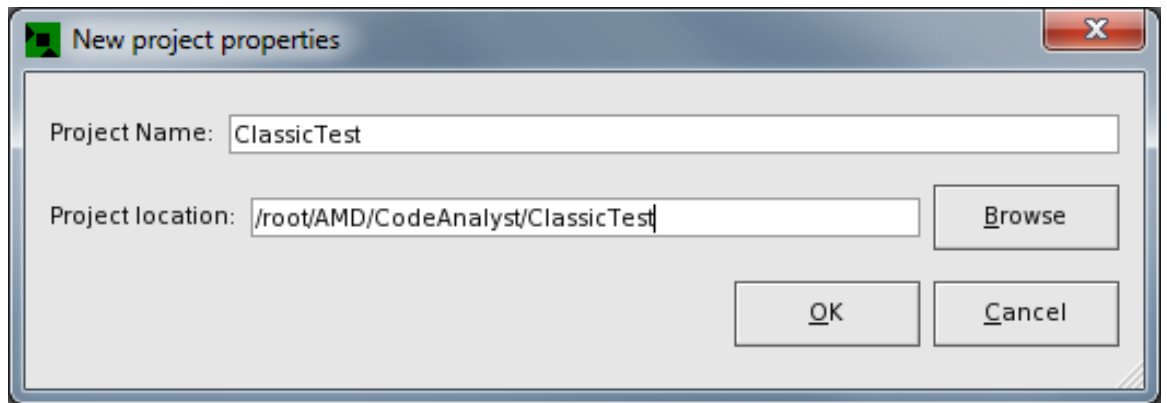 New project properties
Project Name: ClassicTest
Project location: /root/AMD/CodeAnalyst/ClassicTest Browse
OK Cancel